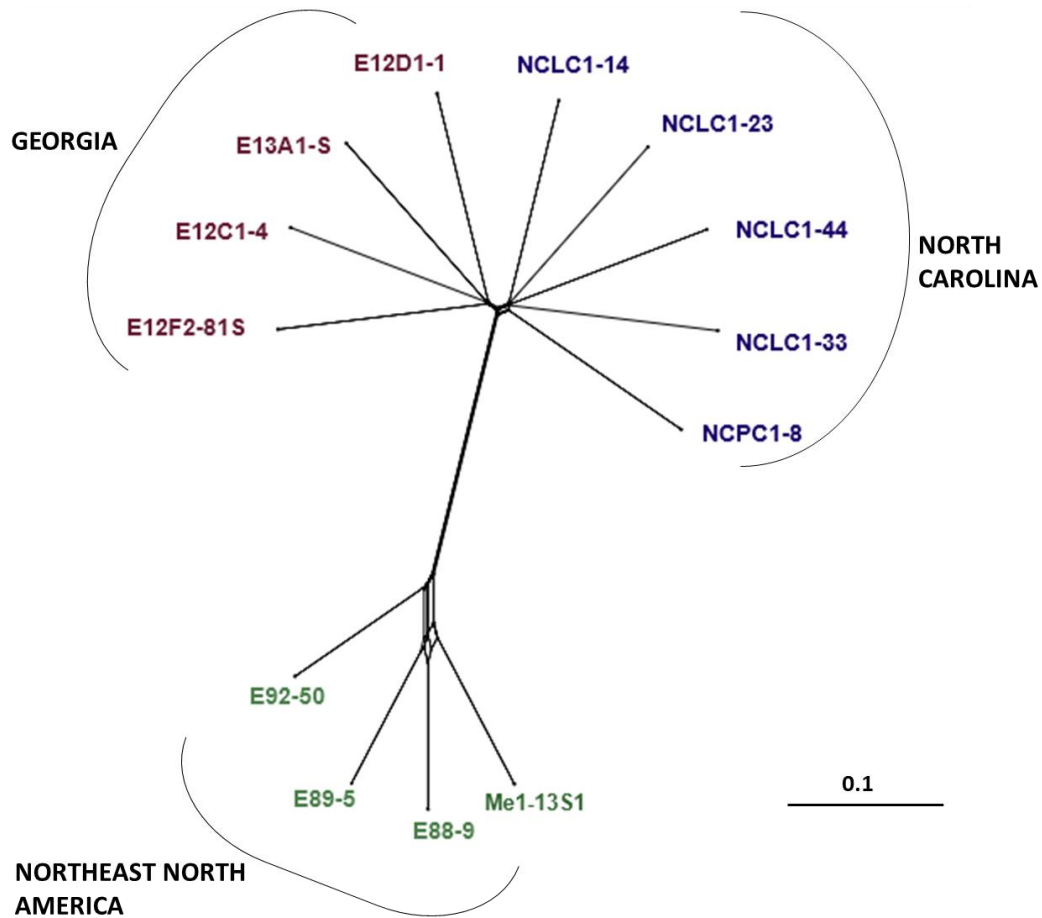 E12D1-1
NCLC1-14
NCLC1-23
GEORGIA
E13A1-S
E12C1-4
NCLC1-44
NORTH
CAROLINA
E12F2-81S
NCLC1-33
NCPC1-8
E92-50
E89-5
Me1-13S1
E88-9
0.1
NORTHEAST NORTH
AMERICA